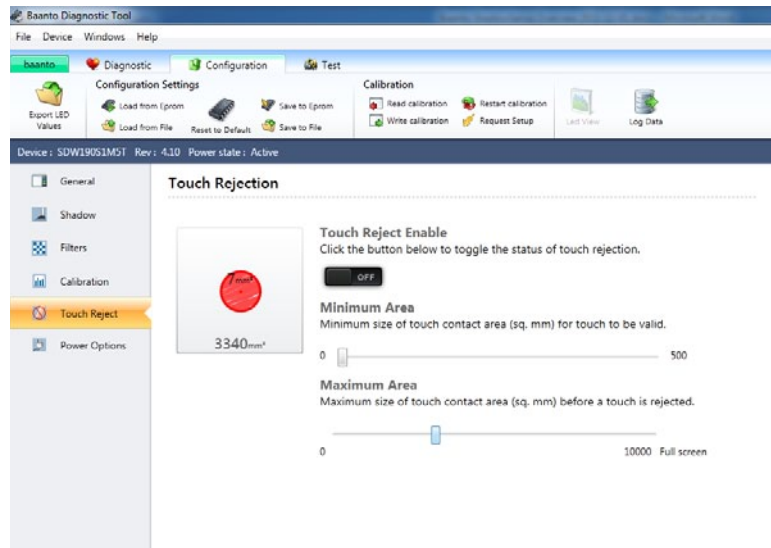 Baanto Diagnostic Tool
File Device Windows Help
baanto Diagnostic Configuration Test
Configuration Settings Calibration
Export LED Values
Load from Eprom
Load from File
Reset to Default
Save to Eprom
Save to File
Read calibration
Write calibration
Restart calibration
Request Setup
Led View
Log Data
Device : SDW190S1M5T Rev : 4.10 Power state : Active
General
Shadow
Filters
Calibration
Touch Reject
Power Options
Touch Rejection
7mm²
3340mm²
Touch Reject Enable
Click the button below to toggle the status of touch rejection.
OFF
Minimum Area
Minimum size of touch contact area (sq. mm) for touch to be valid.
0 500
Maximum Area
Maximum size of touch contact area (sq. mm) before a touch is rejected.
0 10000 Full screen